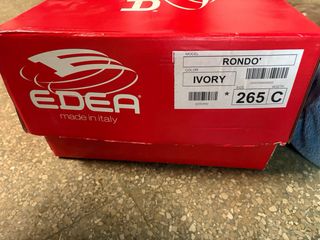 EDEA
made in italy
MODEL
RONDO'
COLOR
IVORY
* 265 C